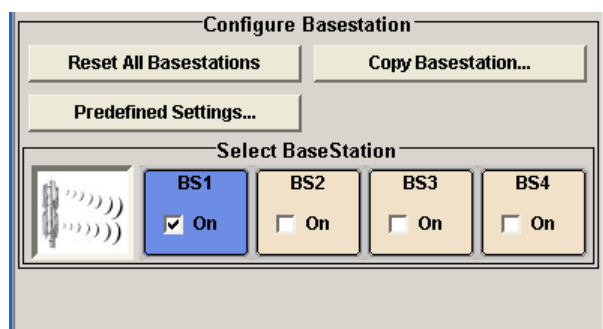 Configure Basestation
Reset All Basestations
Copy Basestation...
Predefined Settings...
Select BaseStation
BS1
BS2
BS3
BS4
On
On
On
On